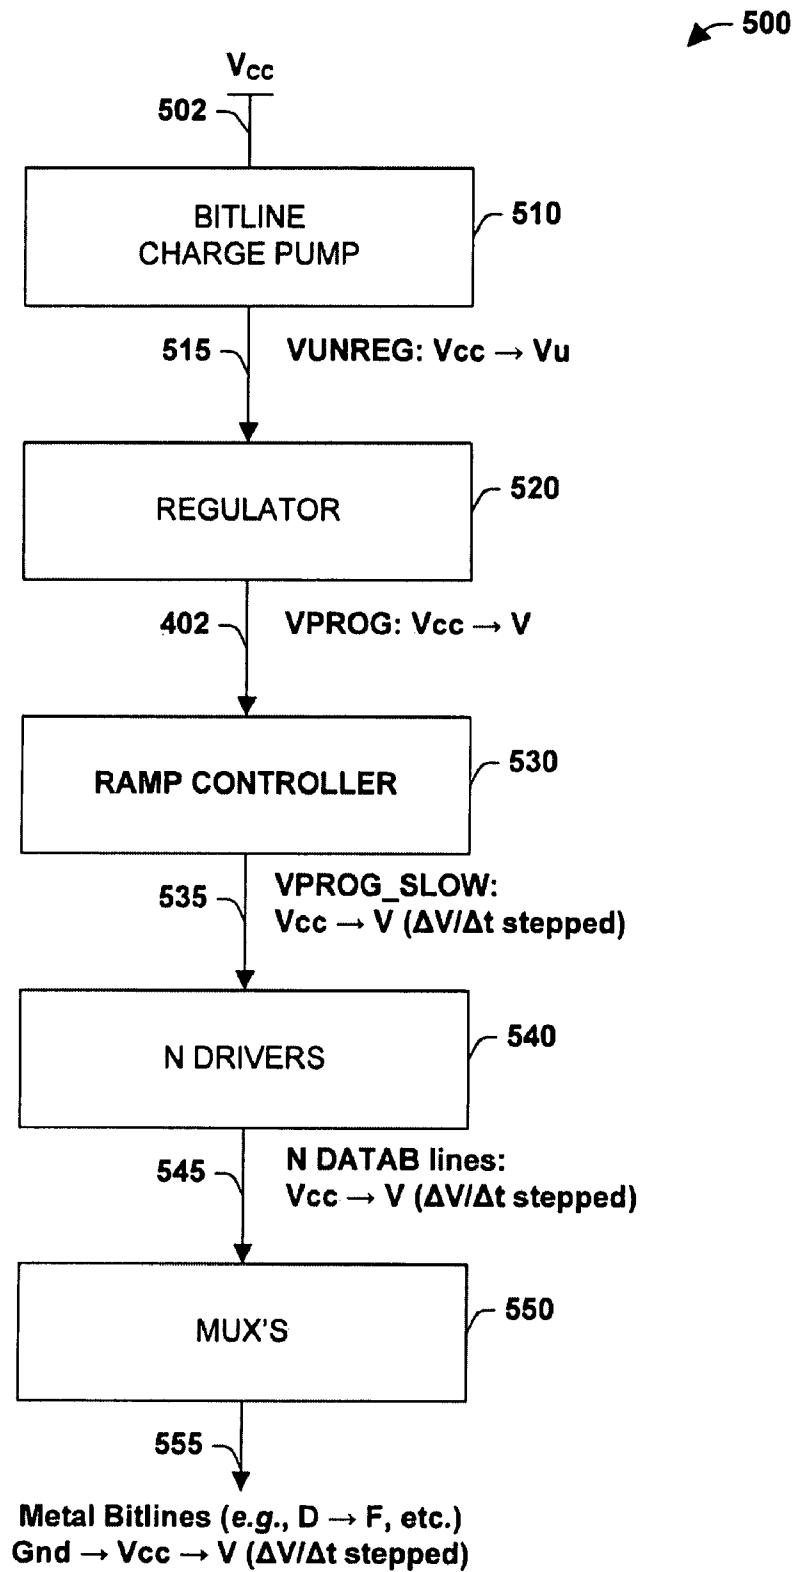 500
VCC
502
BITLINE
CHARGE PUMP
510
515
VUNREG: Vcc → Vu
REGULATOR
520
402
VPROG: Vcc → V
RAMP CONTROLLER
530
535
VPROG_SLOW:
Vcc → V (ΔV/Δt stepped)
N DRIVERS
540
545
N DATAB lines:
Vcc → V (ΔV/Δt stepped)
MUX'S
550
555
Metal Bitlines (e.g., D → F, etc.)
Gnd → Vcc → V (ΔV/Δt stepped)